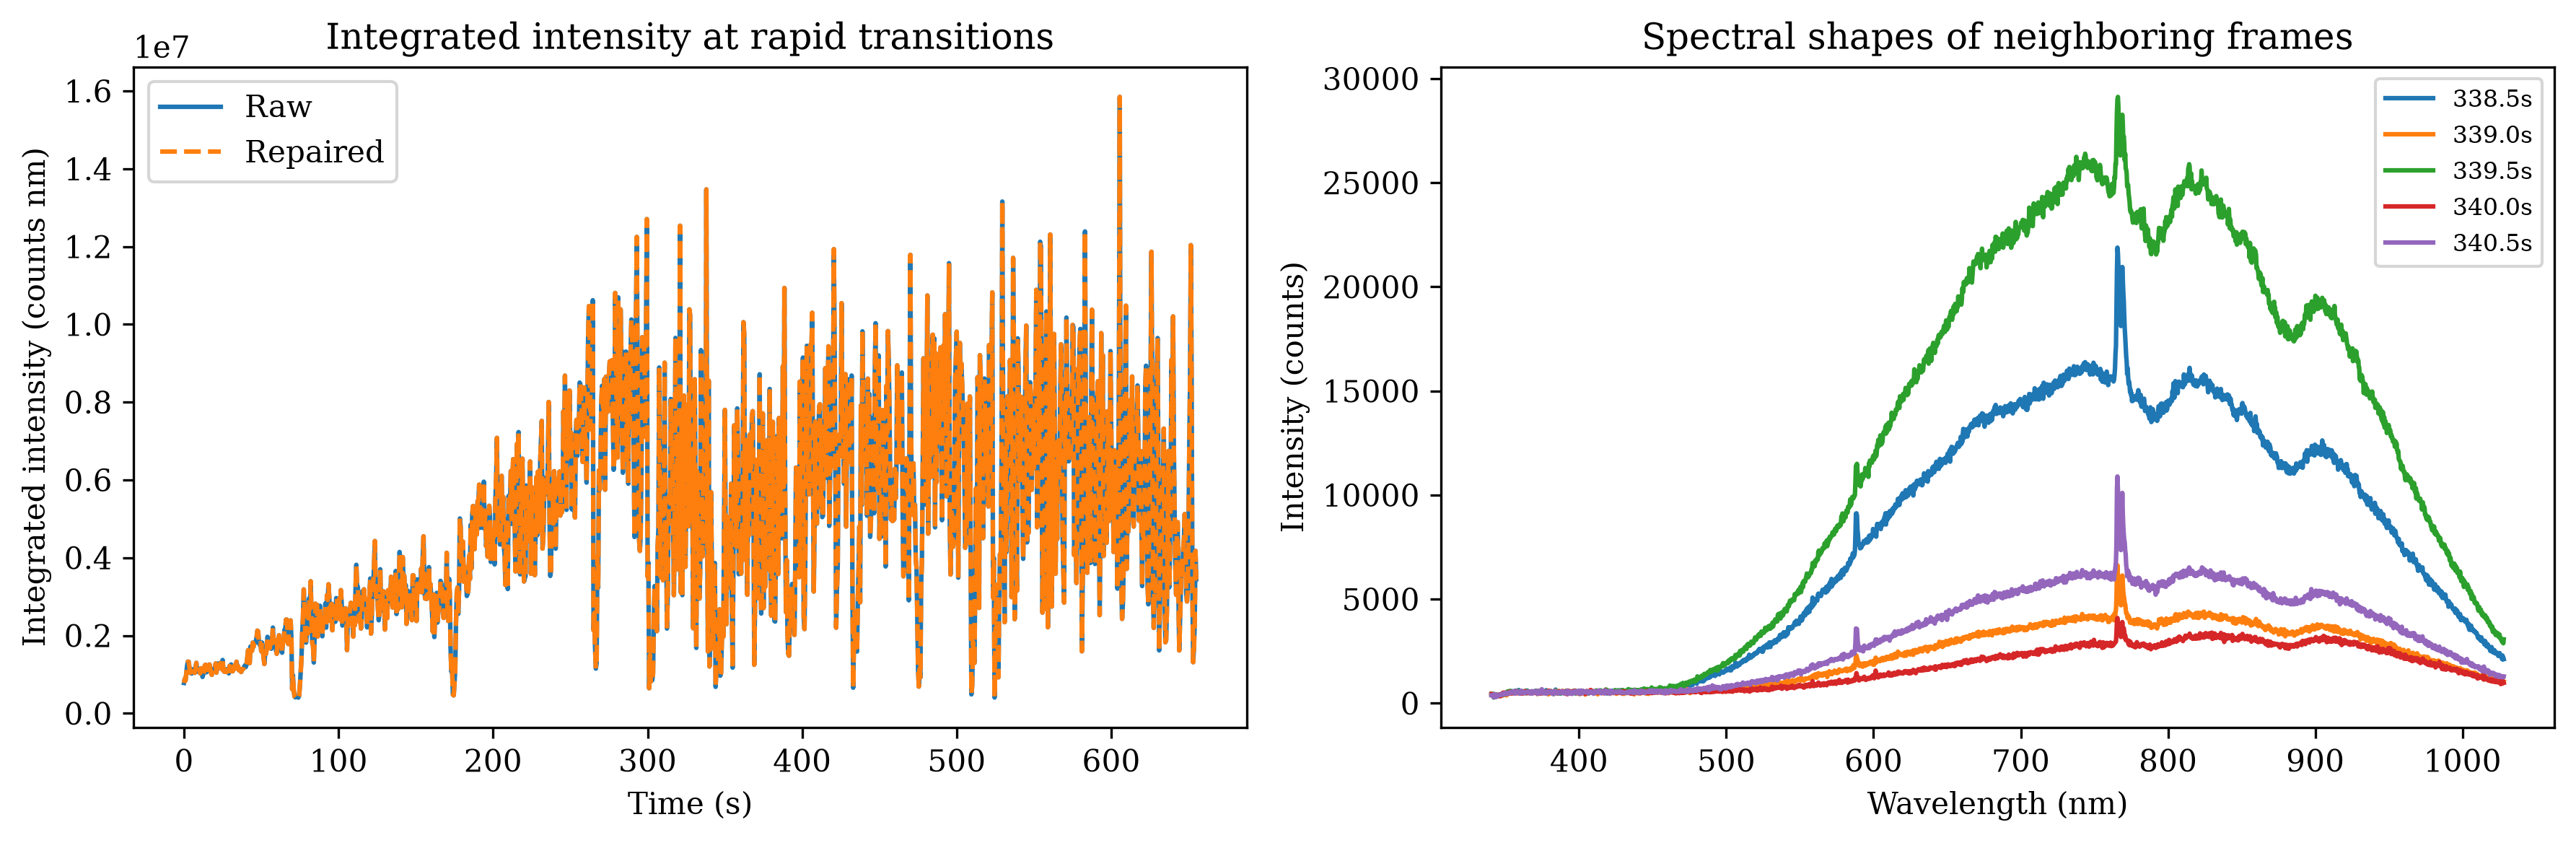 Integrated intensity at rapid transitions
1e7
Integrated intensity (counts nm)
1.6
1.4
1.2
1.0
0.8
0.6
0.4
0.2
0.0
Raw
Repaired
0 100 200 300 400 500 600
Time (s)
Spectral shapes of neighboring frames
Intensity (counts)
30000
25000
20000
15000
10000
5000
0
338.5s
339.0s
339.5s
340.0s
340.5s
400 500 600 700 800 900 1000
Wavelength (nm)